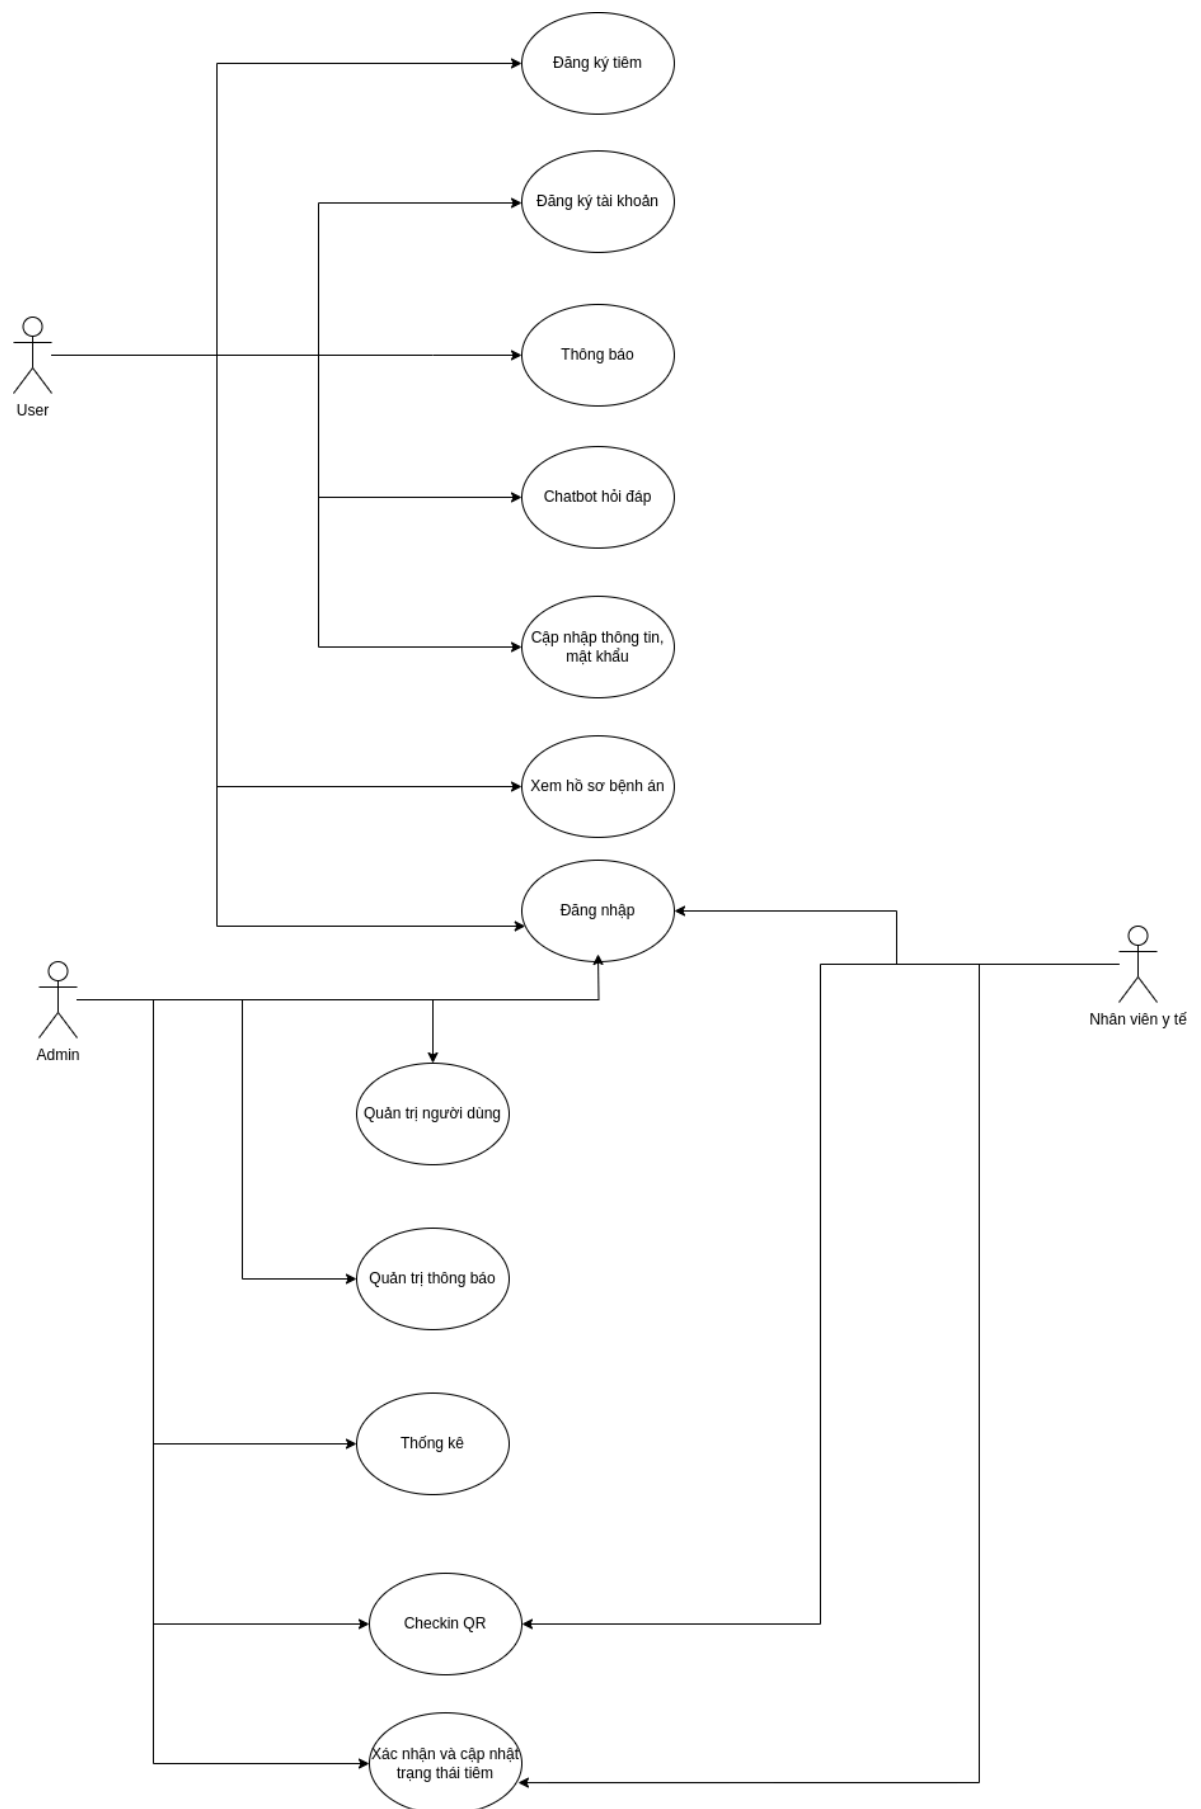 Đăng ký tiêm
Đăng ký tài khoản
Thông báo
User
Chatbot hỏi đáp
Cập nhập thông tin,
mật khẩu
Xem hồ sơ bệnh án
Đăng nhập
Nhân viên y tế
Admin
Quản trị người dùng
Quản trị thông báo
Thống kê
Checkin QR
Xác nhận và cập nhật
trạng thái tiêm